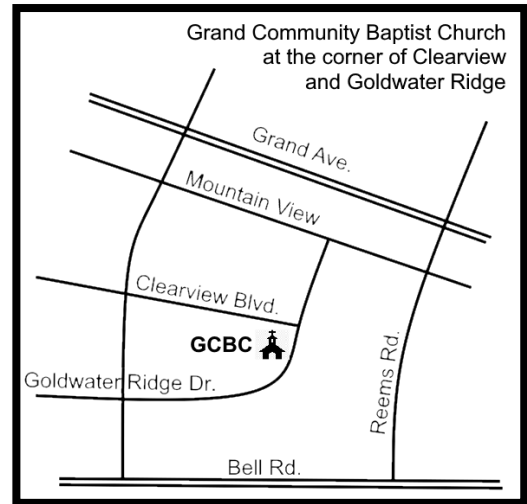 Grand Community Baptist Church
at the corner of Clearview
and Goldwater Ridge
Grand Ave.
Mountain View
Clearview Blvd.
GCBC
Goldwater Ridge Dr.
Reems Rd.
Bell Rd.